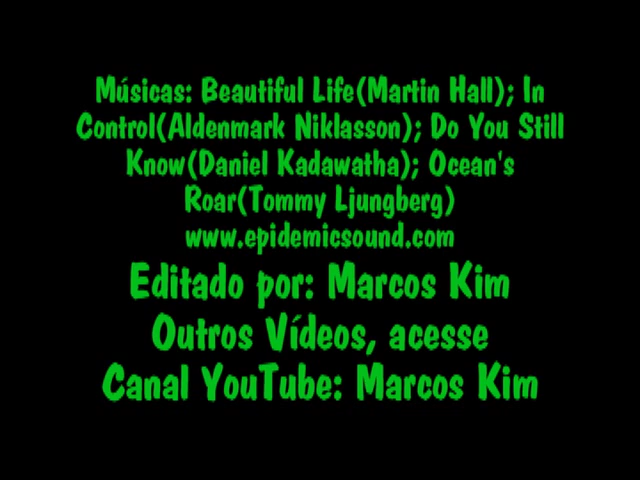 Músicas: Beautiful Life(Martin Hall); In
Control(Aldenmark Niklasson); Do You Still
Know(Daniel Kadawatha); Ocean's
Roar(Tommy Ljungberg)
www.epidemicsound.com
Editado por: Marcos Kim
Outros Vídeos, acesse
Canal YouTube: Marcos Kim